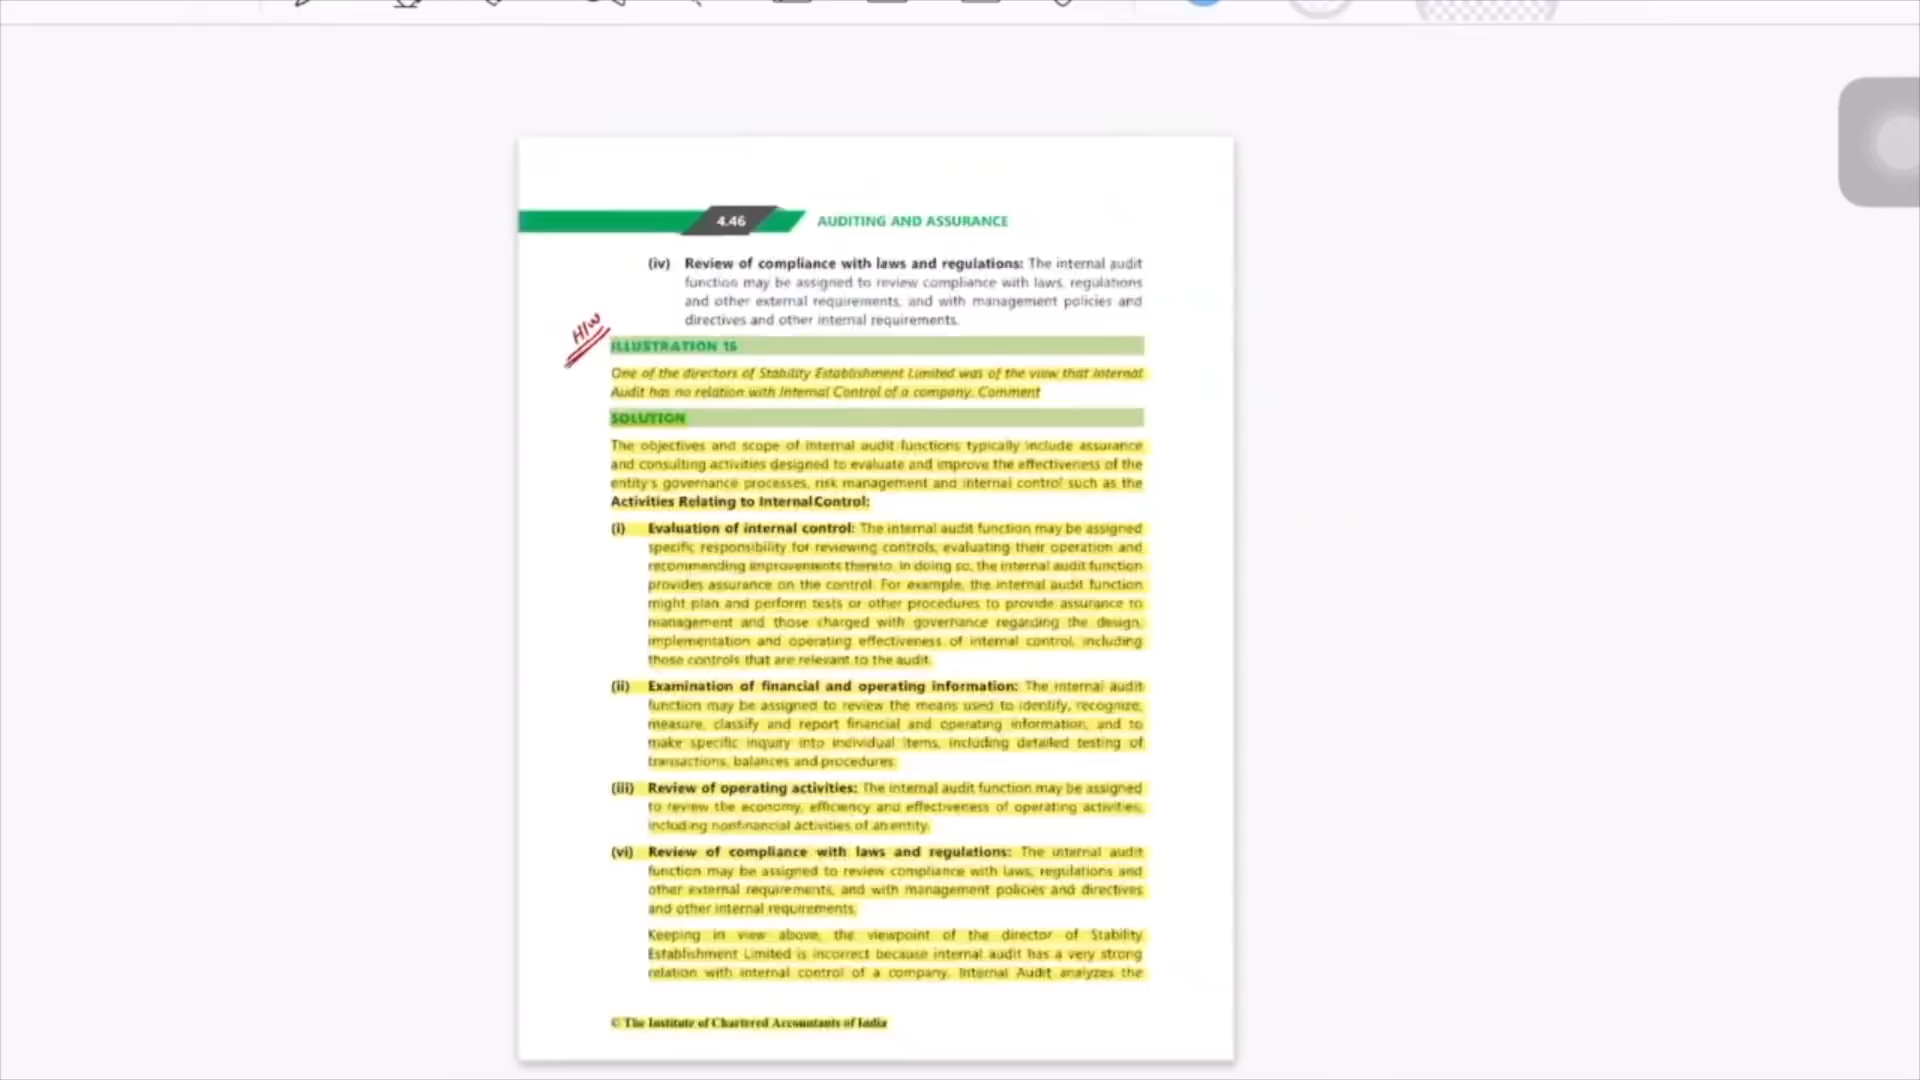 4.46 AUDITING AND ASSURANCE
(iv) Review of compliance with laws and regulations: The internal audit
function may be assigned to review compliance with laws, regulations
and other external requirements, and with management policies and
directives and other internal requirements.
H/W
ILLUSTRATION 15
One of the directors of Stability Establishment Limited was of the view that Internal
Audit has no relation with Internal Control of a company. Comment
SOLUTION
The objectives and scope of internal audit functions typically include assurance
and consulting activities designed to evaluate and improve the effectiveness of the
entity's governance processes, risk management and internal control such as the
Activities Relating to Internal Control:
(i) Evaluation of internal control: The internal audit function may be assigned
specific responsibility for reviewing controls, evaluating their operation and
recommending improvements thereto. In doing so, the internal audit function
provides assurance on the control. For example, the internal audit function
might plan and perform tests or other procedures to provide assurance to
management and those charged with governance regarding the design,
implementation and operating effectiveness of internal control, including
those controls that are relevant to the audit.
(ii) Examination of financial and operating information: The internal audit
function may be assigned to review the means used to identify, recognize,
measure, classify and report financial and operating information, and to
make specific inquiry into individual items, including detailed testing of
transactions, balances and procedures.
(iii) Review of operating activities: The internal audit function may be assigned
to review the economy, efficiency and effectiveness of operating activities,
including nonfinancial activities of an entity.
(vi) Review of compliance with laws and regulations: The internal audit
function may be assigned to review compliance with laws, regulations and
other external requirements, and with management policies and directives
and other internal requirements.
Keeping in view above, the viewpoint of the director of Stability
Establishment Limited is incorrect because internal audit has a very strong
relation with internal control of a company. Internal Audit analyzes the
© The Institute of Chartered Accountants of India